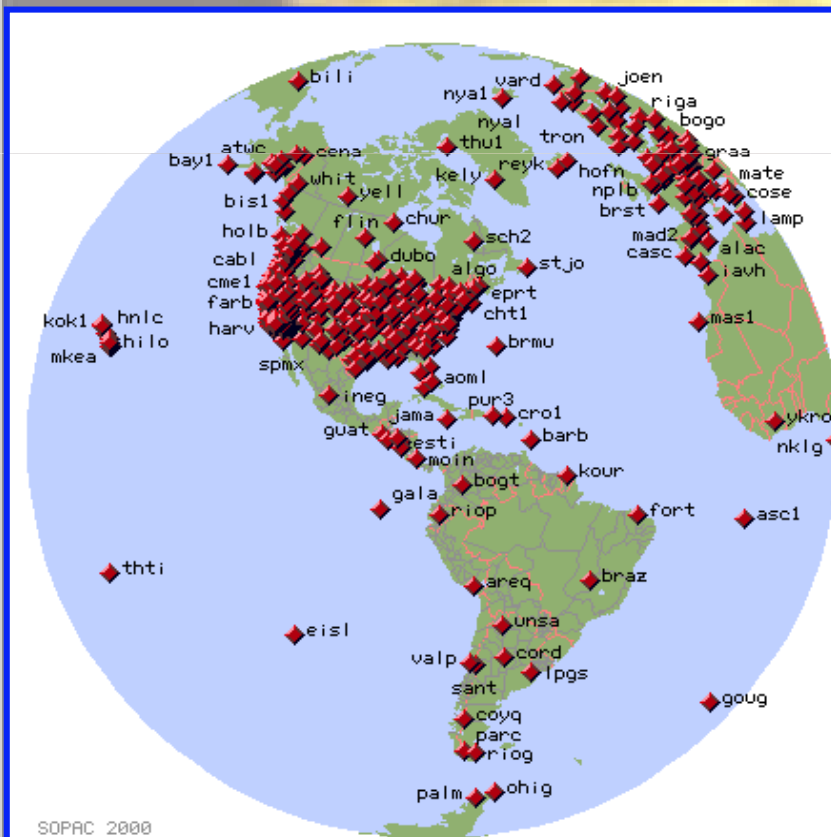 bili
vard
joen
nya1
riga
nyal
bogo
atwc
cena
thu1
tron
graa
bay1
whit
kely
reyk
hofn
mate
bis1
yell
nplb
cose
brst
flin
chur
lamp
holb
sch2
mad2
alac
cabl
dubo
casc
algo
stjo
iavh
cme1
eprt
farb
cht1
kok1
hnlc
harv
mas1
hilo
brmu
mkea
spmx
aoml
ineg
pur3
jama
cro1
ykro
guat
esti
barb
nklg
moin
bogt
kour
gala
riop
fort
asc1
thti
areq
braz
unsa
eisl
valp
cord
lpgs
sant
goug
coyq
parc
riog
palm
ohig
SOPAC 2000